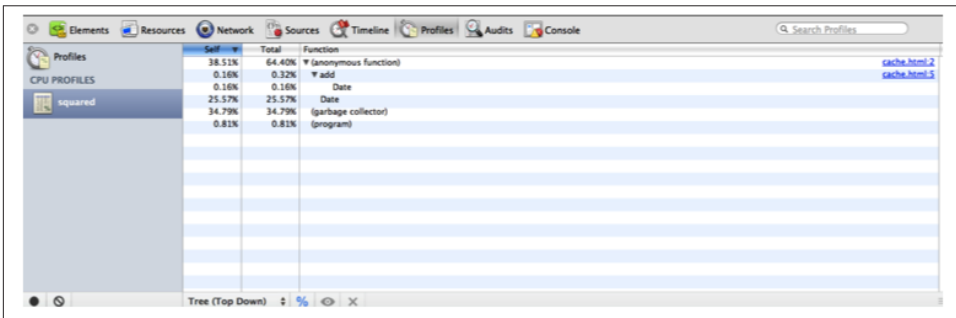 Elements Resources Network Sources Timeline Profiles Audits Console Search Profiles
Profiles
CPU PROFILES
squared
Self Total Function
38.51% 64.40% (anonymous function) cache.html:2
0.16% 0.32% add cache.html:5
0.16% 0.16% Date
25.57% 25.57% Date
34.79% 34.79% (garbage collector)
0.81% 0.81% (program)
Tree (Top Down) %